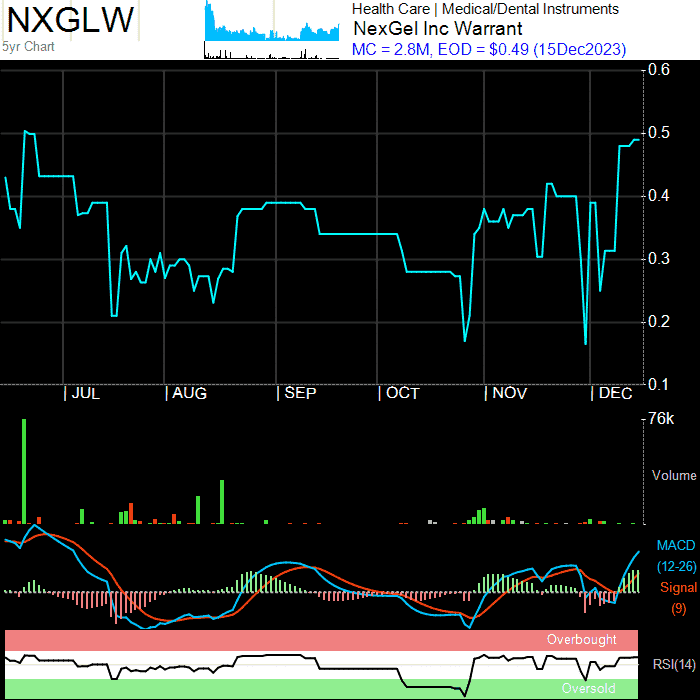 NXGLW
5yr Chart
Health Care | Medical/Dental Instruments
NexGel Inc Warrant
MC = 2.8M, EOD = $0.49 (15Dec2023)
0.6
0.5
0.4
0.3
0.2
0.1
JUL
AUG
SEP
OCT
NOV
DEC
76k
Volume
MACD
(12-26)
Signal
(9)
Overbought
RSI(14)
Oversold